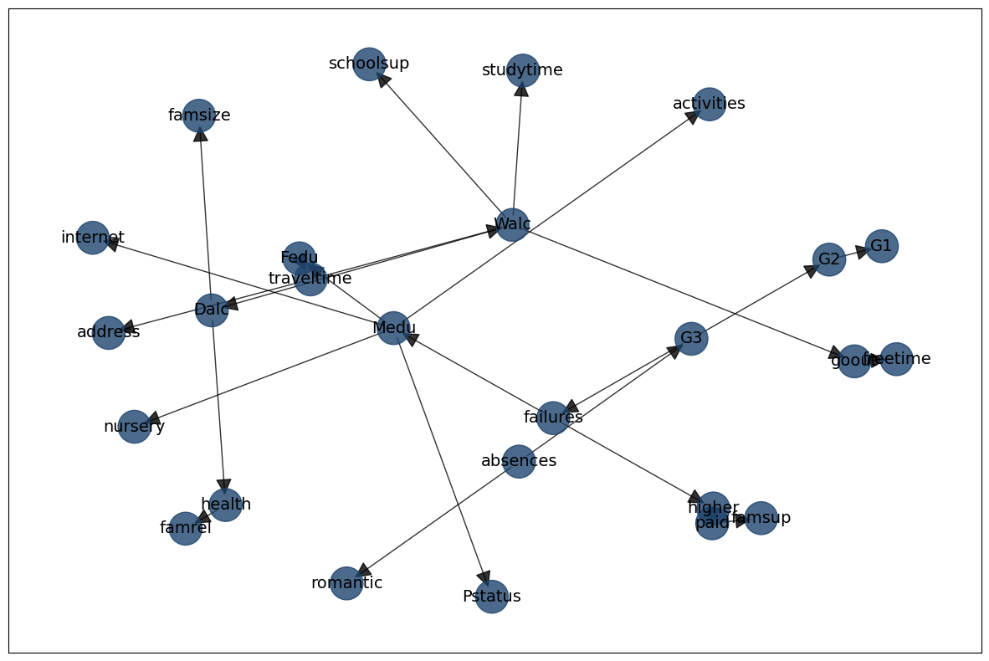 schoolsup
studytime
activities
famsize
Walc
internet
G1
Fedu
G2
traveltime
Dalc
address
Medu
G3
goout
freetime
failures
nursery
absences
health
higher
famrel
paid
famsup
romantic
Pstatus